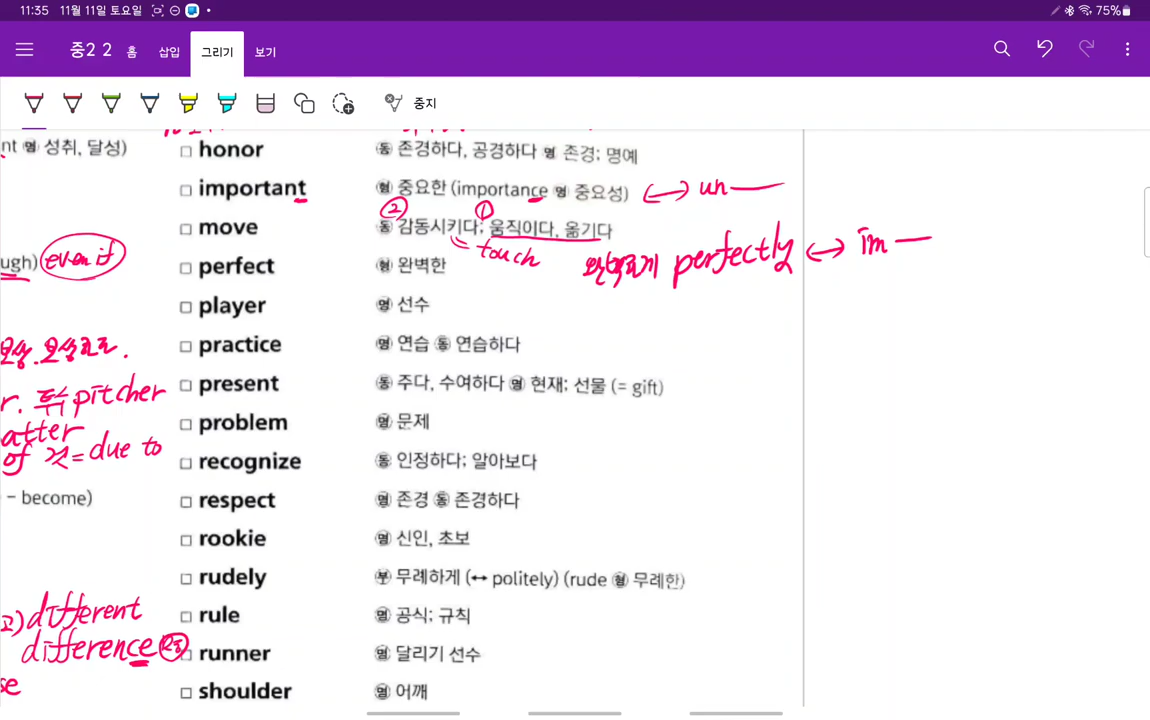 11:35 11월 11일 토요일 75%
중2 2 홈 삽입 그리기 보기
중지
nt 명 성취, 달성)
honor 동 존경하다, 공경하다 명 존경; 명예
important 형 중요한 (importance 명 중요성) ↔ un—
② ①
move 동 감동시키다; 움직이다, 옮기다
= touch
ugh) even if
perfect 형 완벽한 완벽하게 perfectly ↔ im—
player 명 선수
practice 명 연습 동 연습하다
present 동 주다, 수여하다 명 현재; 선물 (= gift)
r. 투수 pitcher
problem 명 문제
atter
of 것 = due to
recognize 동 인정하다; 알아보다
– become)
respect 명 존경 동 존경하다
rookie 명 신인, 초보
rudely 부 무례하게 (↔ politely) (rude 형 무례한)
different
rule 명 공식; 규칙
difference
runner 명 달리기 선수
se
shoulder 명 어깨